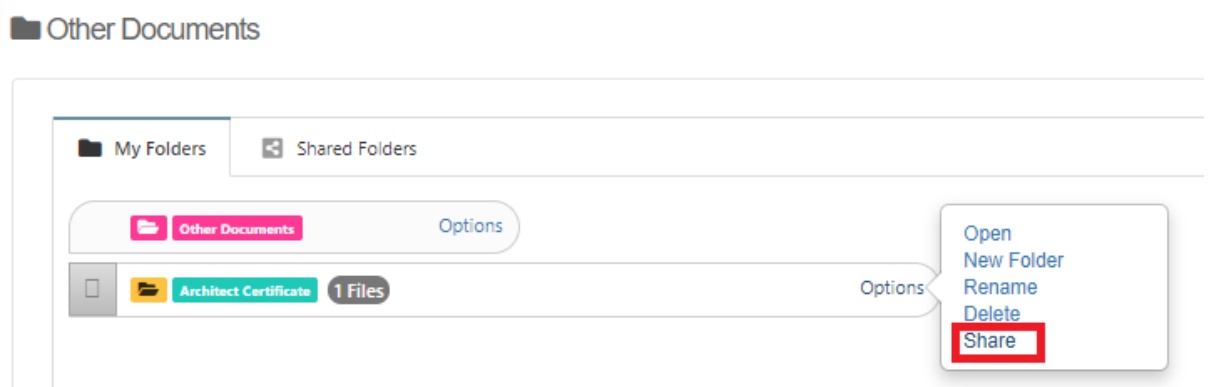 Other Documents
My Folders
Shared Folders
Other Documents
Options
Architect Certificate
1 Files
Options
Open
New Folder
Rename
Delete
Share